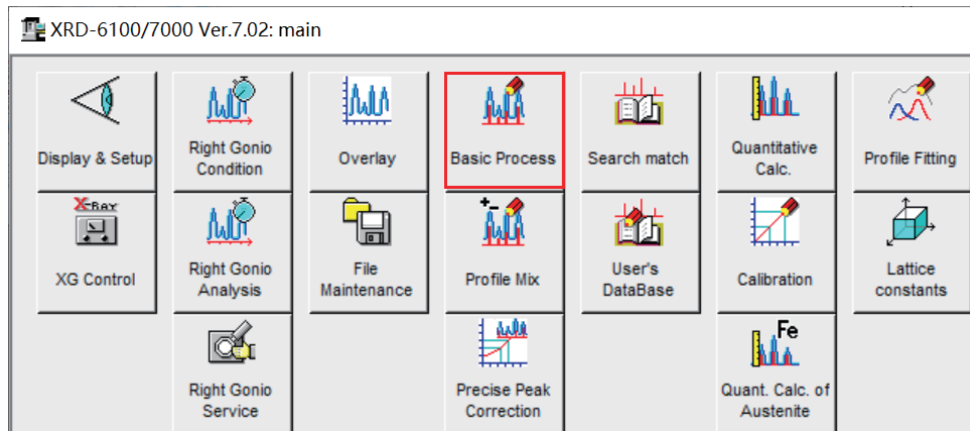 XRD-6100/7000 Ver.7.02: main
Display & Setup
Right Gonio
Condition
Overlay
Basic Process
Search match
Quantitative
Calc.
Profile Fitting
X-RAY
XG Control
Right Gonio
Analysis
File
Maintenance
+-
Profile Mix
User's
DataBase
Calibration
Lattice
constants
Right Gonio
Service
Precise Peak
Correction
Fe
Quant. Calc. of
Austenite